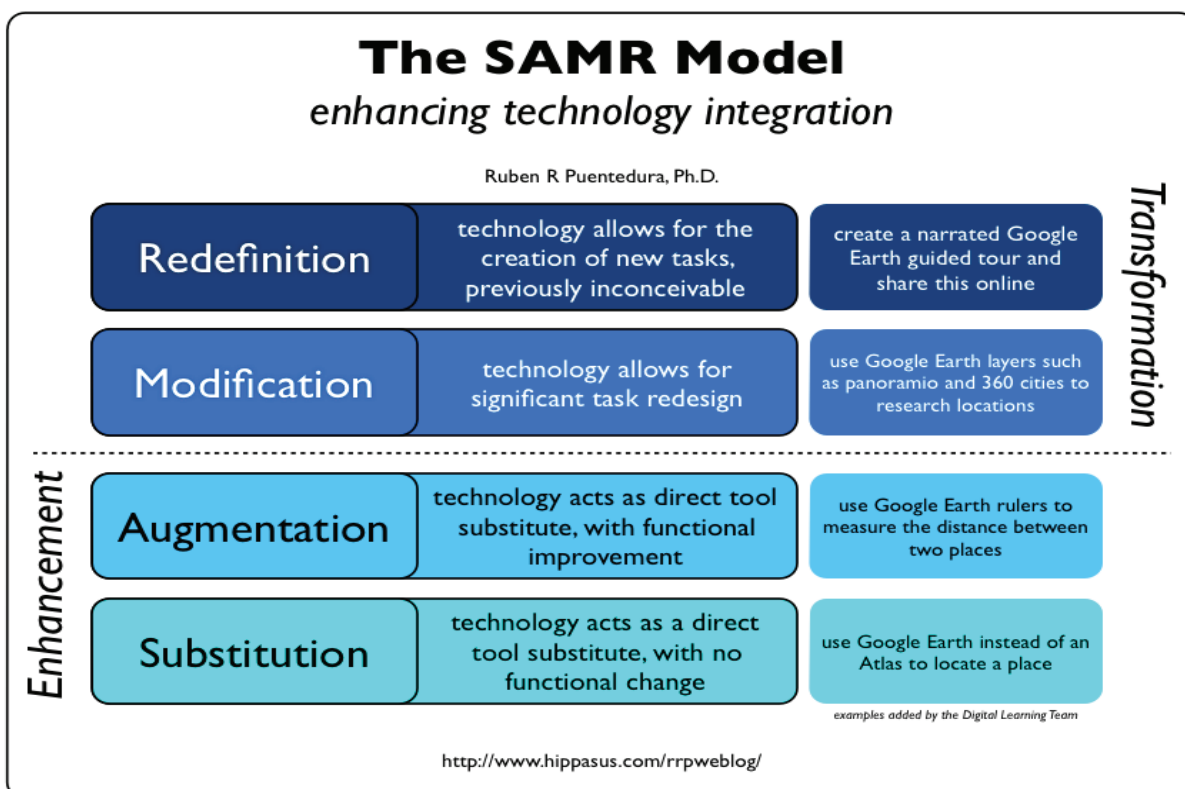 The SAMR Model
enhancing technology integration
Ruben R Puentedura, Ph.D.
Transformation
Redefinition
technology allows for the
creation of new tasks,
previously inconceivable
create a narrated Google
Earth guided tour and
share this online
Modification
technology allows for
significant task redesign
use Google Earth layers such
as panoramio and 360 cities to
research locations
Enhancement
Augmentation
technology acts as direct tool
substitute, with functional
improvement
use Google Earth rulers to
measure the distance between
two places
Substitution
technology acts as a direct
tool substitute, with no
functional change
use Google Earth instead of an
Atlas to locate a place
examples added by the Digital Learning Team
http://www.hippasus.com/rrpweblog/